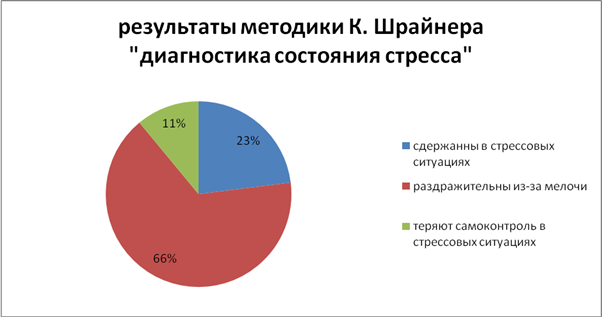 результаты методики К. Шрайнера
"диагностика состояния стресса"
11%
23%
66%
сдержанны в стрессовых
ситуациях
раздражительны из-за мелочи
теряют самоконтроль в
стрессовых ситуациях